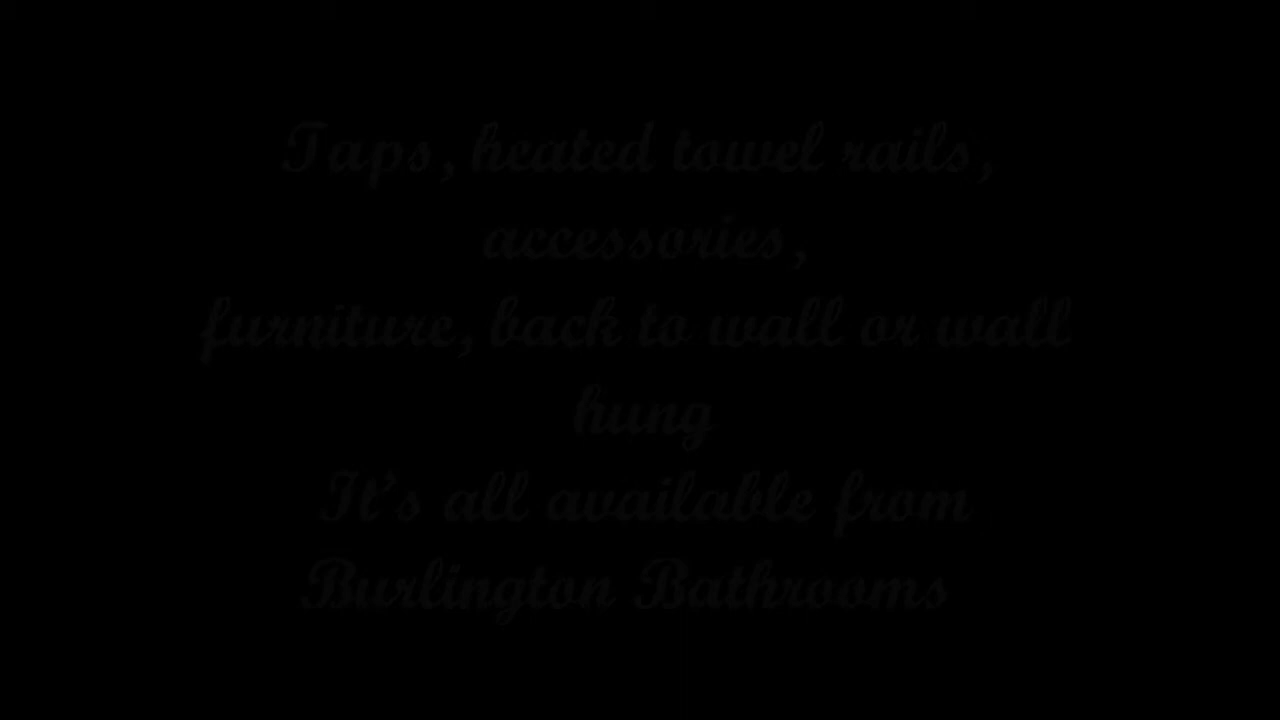 Taps, heated towel rails,
accessories,
furniture, back to wall or wall
hung
It's all available from
Burlington Bathrooms